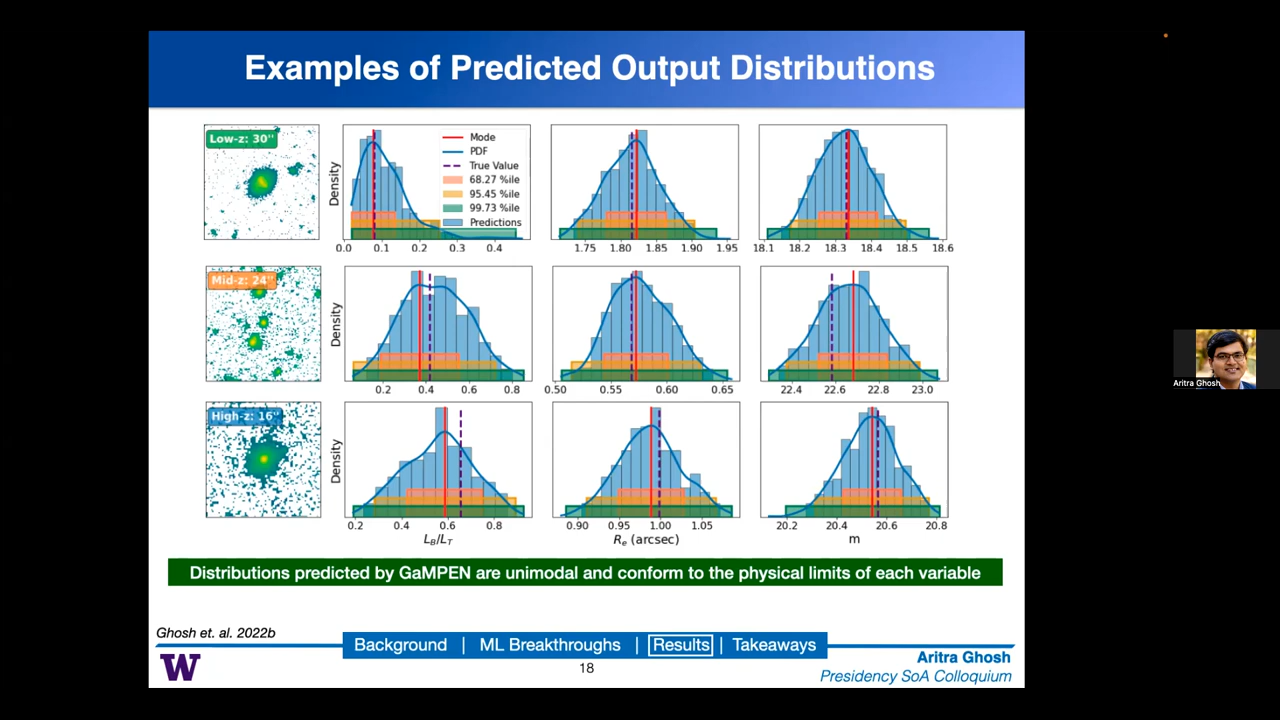 Examples of Predicted Output Distributions
Low-z: 30"
Density
Mode
PDF
True Value
68.27 %ile
95.45 %ile
99.73 %ile
Predictions
0.0 0.1 0.2 0.3 0.4
1.75 1.80 1.85 1.90 1.95
18.1 18.2 18.3 18.4 18.5 18.6
Mid-z: 24"
Density
0.2 0.4 0.6 0.8
0.50 0.55 0.60 0.65
22.4 22.6 22.8 23.0
High-z: 16"
Density
0.2 0.4 0.6 0.8
0.90 0.95 1.00 1.05
20.2 20.4 20.6 20.8
L_B/L_T
R_e (arcsec)
m
Distributions predicted by GaMPEN are unimodal and conform to the physical limits of each variable
Ghosh et. al. 2022b
Background | ML Breakthroughs | Results | Takeaways
W
18
Aritra Ghosh
Presidency SoA Colloquium
Aritra Ghosh